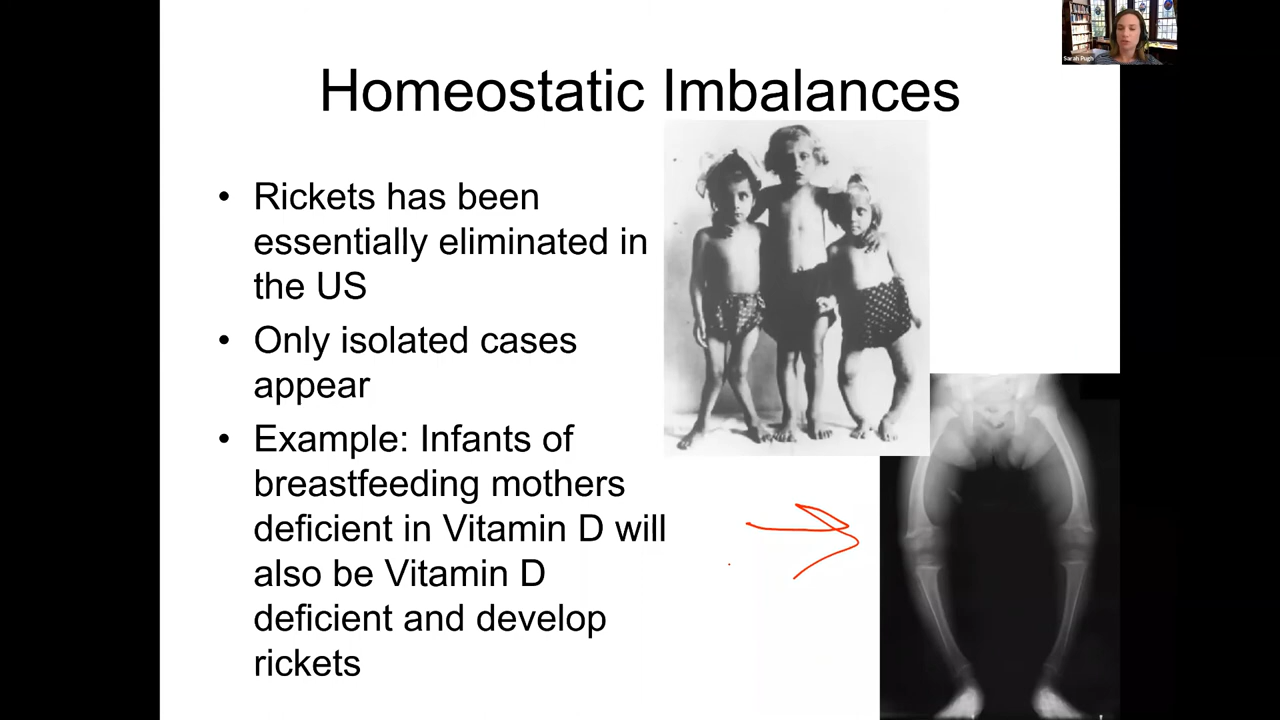 Sarah Pugh
Homeostatic Imbalances
• Rickets has been
essentially eliminated in
the US
• Only isolated cases
appear
• Example: Infants of
breastfeeding mothers
deficient in Vitamin D will
also be Vitamin D
deficient and develop
rickets